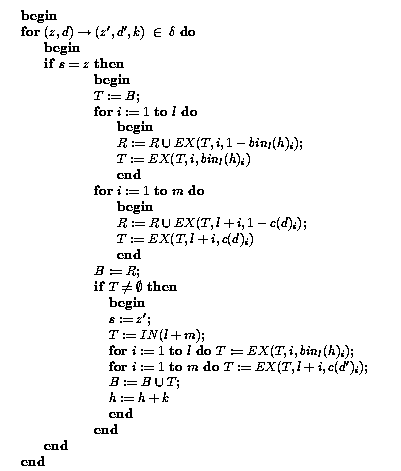 begin
for (z, d) → (z′, d′, k) ∈ δ do
begin
if s = z then
begin
T := B;
for i := 1 to l do
begin
R := R ∪ EX(T, i, 1 − bin_l(h)_i);
T := EX(T, i, bin_l(h)_i)
end
for i := 1 to m do
begin
R := R ∪ EX(T, l + i, 1 − c(d)_i);
T := EX(T, l + i, c(d)_i)
end
B := R;
if T ≠ ∅ then
begin
s := z′;
T := IN(l + m);
for i := 1 to l do T := EX(T, i, bin_l(h)_i);
for i := 1 to m do T := EX(T, l + i, c(d′)_i);
B := B ∪ T;
h := h + k
end
end
end
end